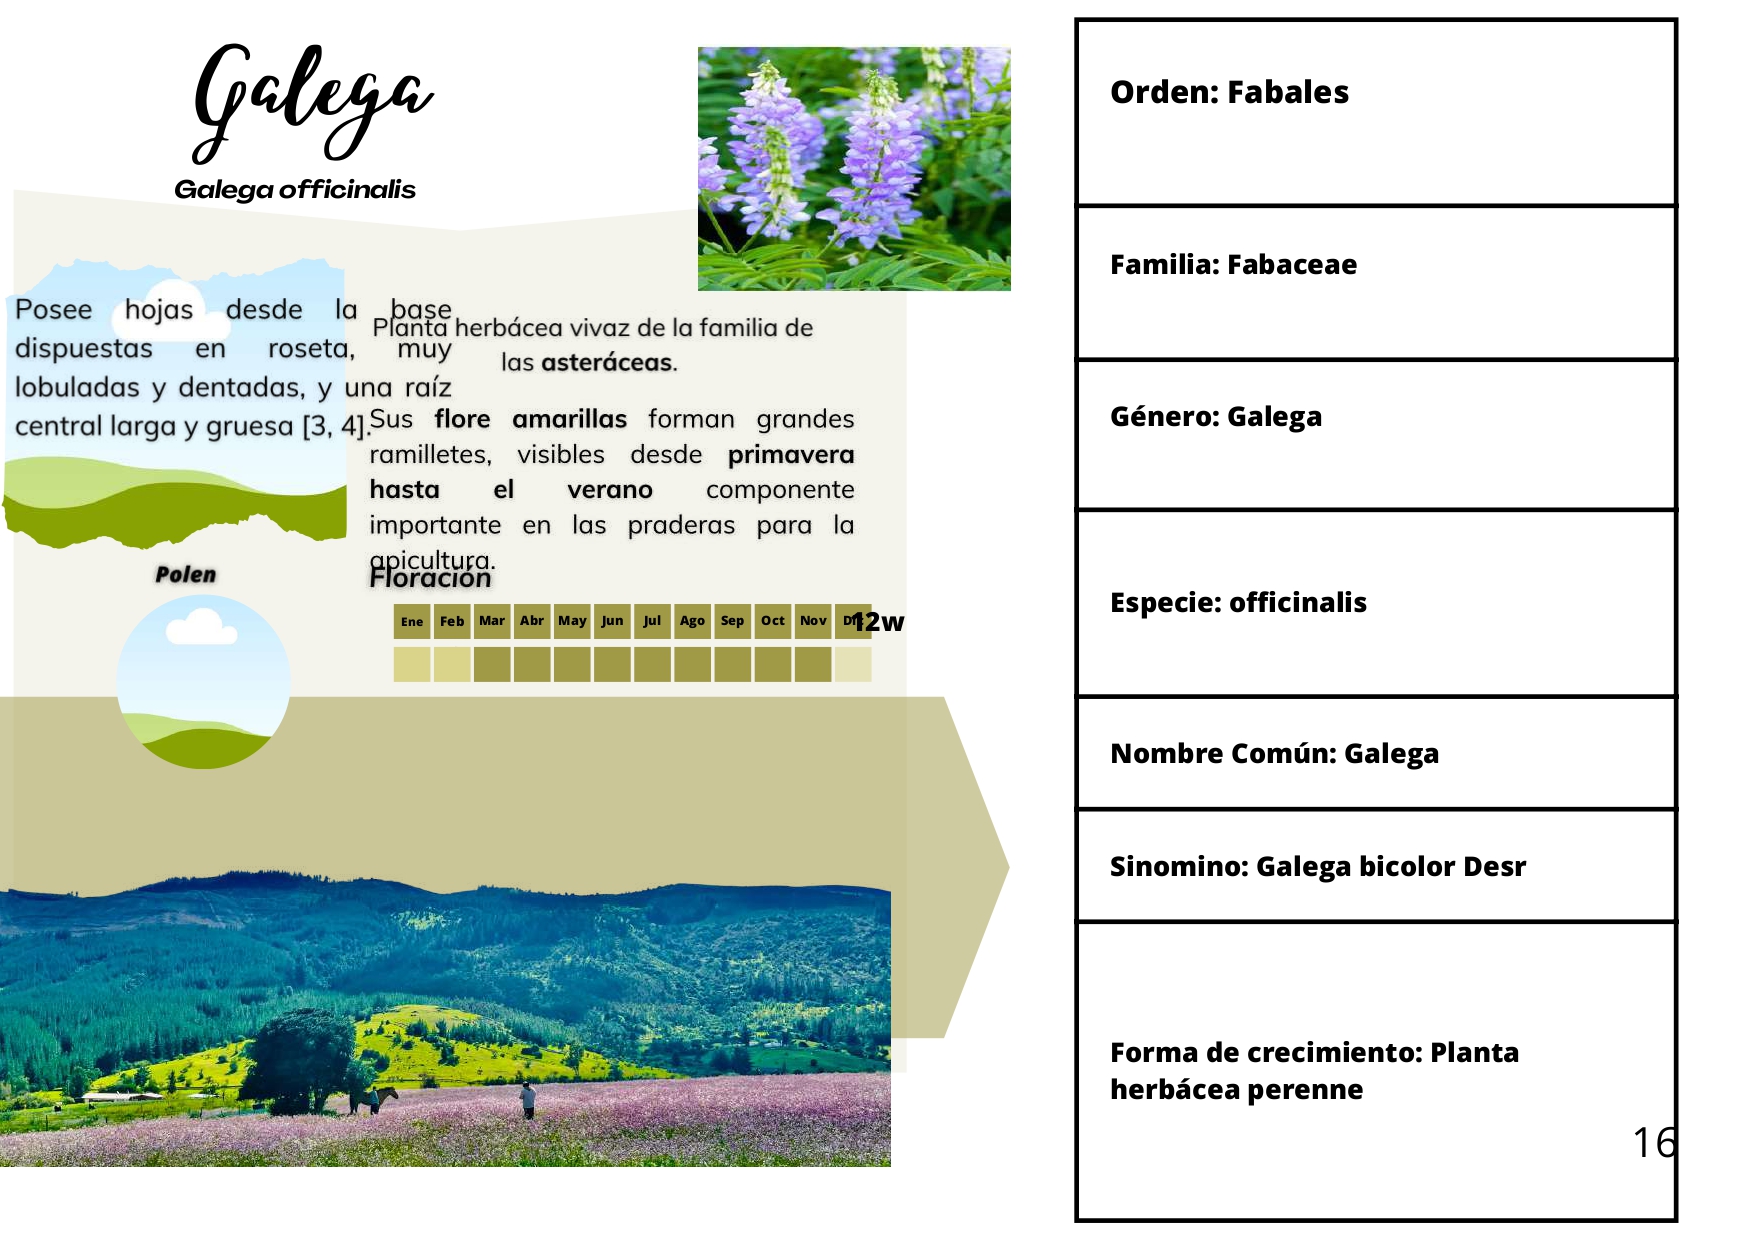 Galega
Galega officinalis
Posee hojas desde la base
dispuestas en roseta, muy
lobuladas y dentadas, y una raíz
central larga y gruesa [3, 4].
Planta herbácea vivaz de la familia de
las asteráceas.
Sus flore amarillas forman grandes
ramilletes, visibles desde primavera
hasta el verano componente
importante en las praderas para la
apicultura.
Polen
Floración
Ene Feb Mar Abr May Jun Jul Ago Sep Oct Nov Dic
12w
Orden: Fabales
Familia: Fabaceae
Género: Galega
Especie: officinalis
Nombre Común: Galega
Sinomino: Galega bicolor Desr
Forma de crecimiento: Planta
herbácea perenne
16